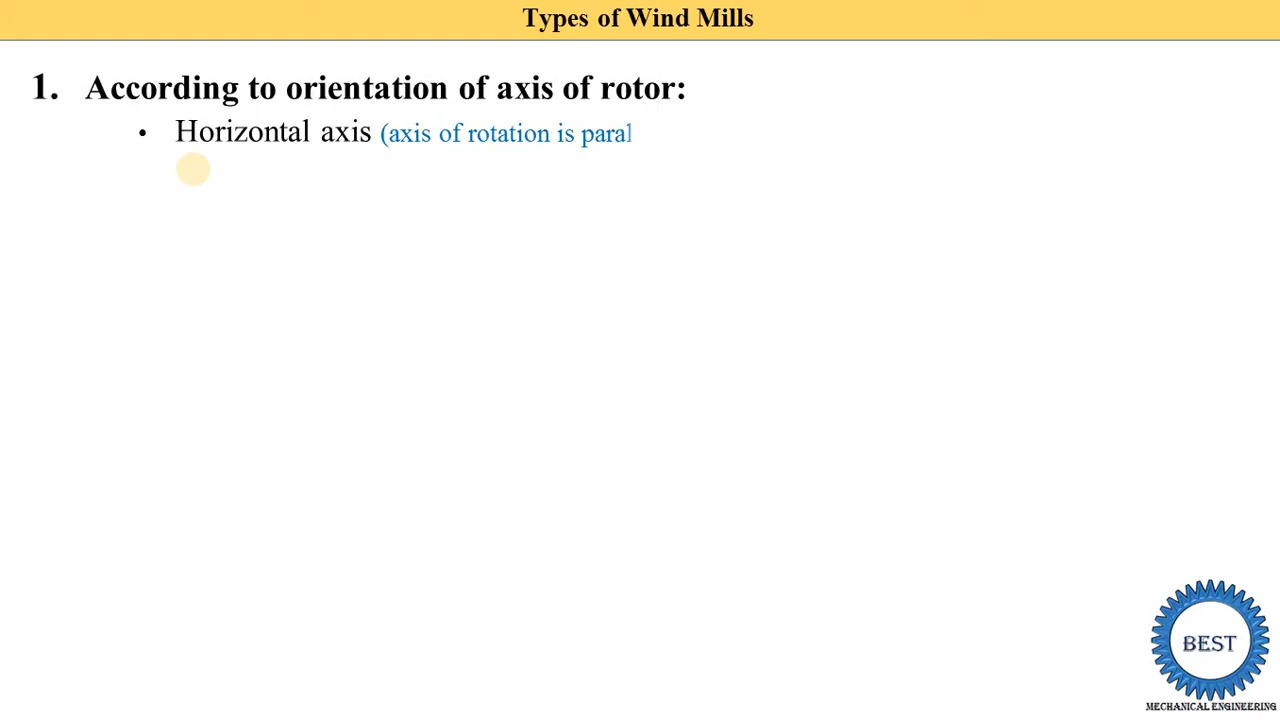 Types of Wind Mills
1. According to orientation of axis of rotor:
• Horizontal axis (axis of rotation is paral
BEST
MECHANICAL ENGINEERING